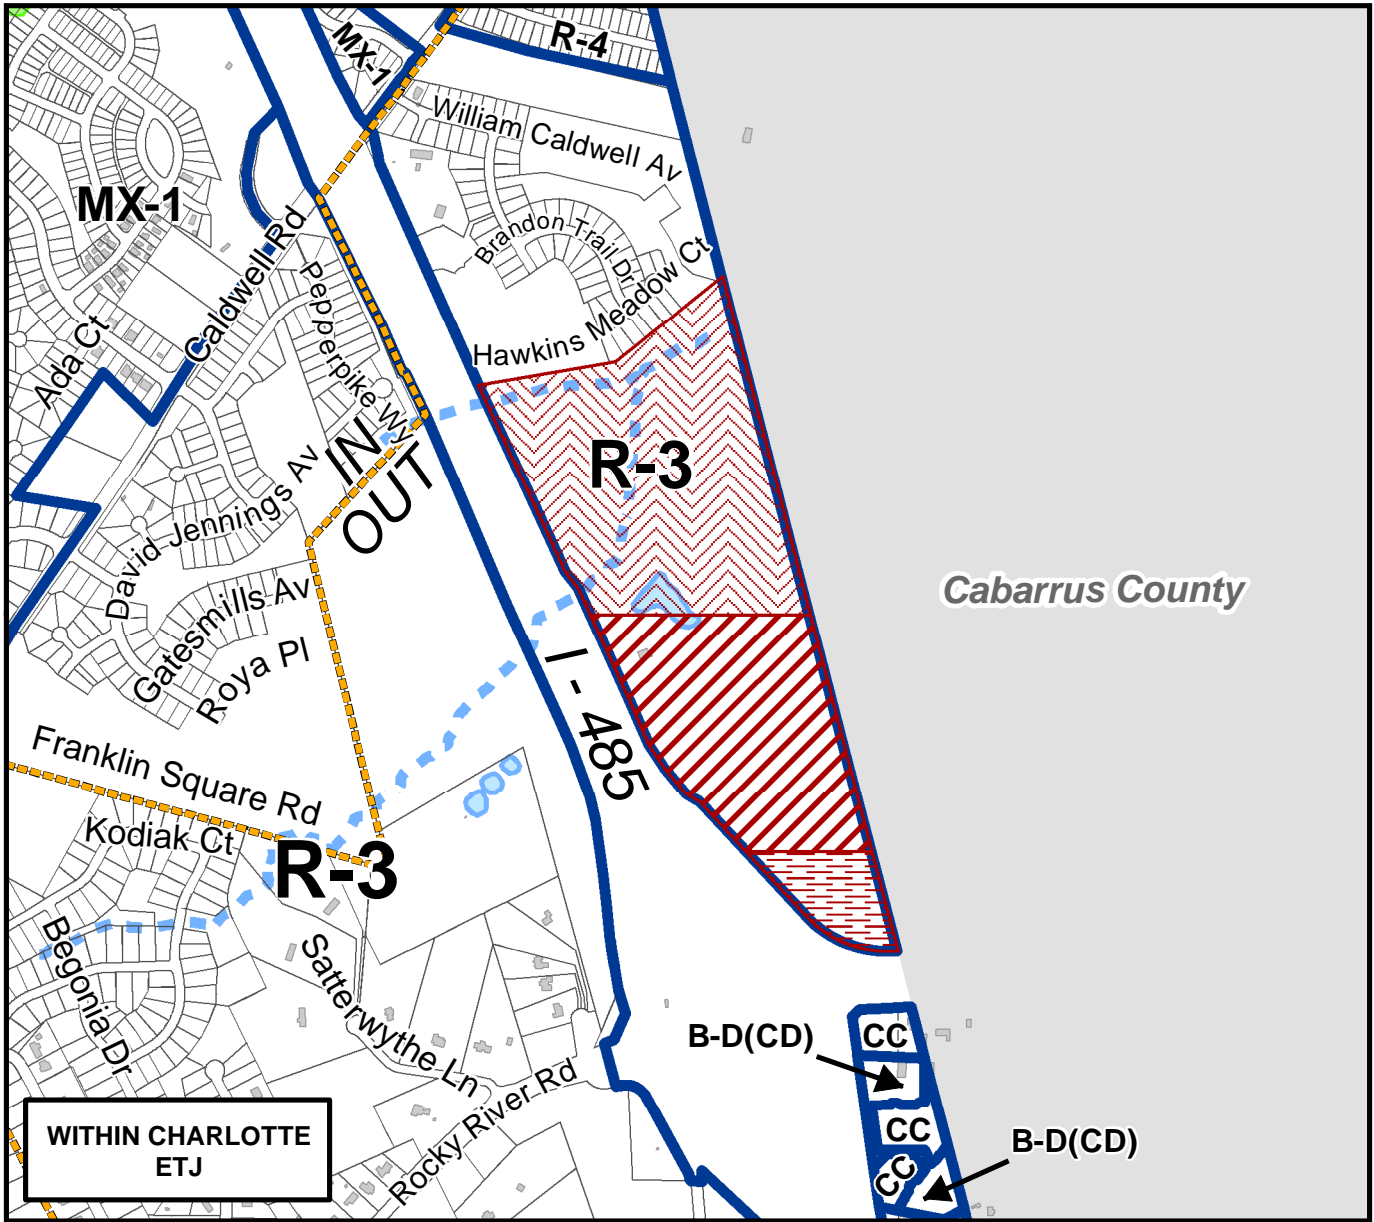 MX-1
R-4
William Caldwell Av
MX-1
Brandon Trail Dr
Caldwell Rd
Pepperpike Wy
Hawkins Meadow Ct
Ada Ct
IN
OUT
R-3
David Jennings Av
Cabarrus County
Gatesmills Av
Roya Pl
I - 485
Franklin Square Rd
Kodiak Ct
R-3
Begonia Dr
Satterwythe Ln
B-D(CD)
CC
Rocky River Rd
CC
B-D(CD)
CC
WITHIN CHARLOTTE
ETJ